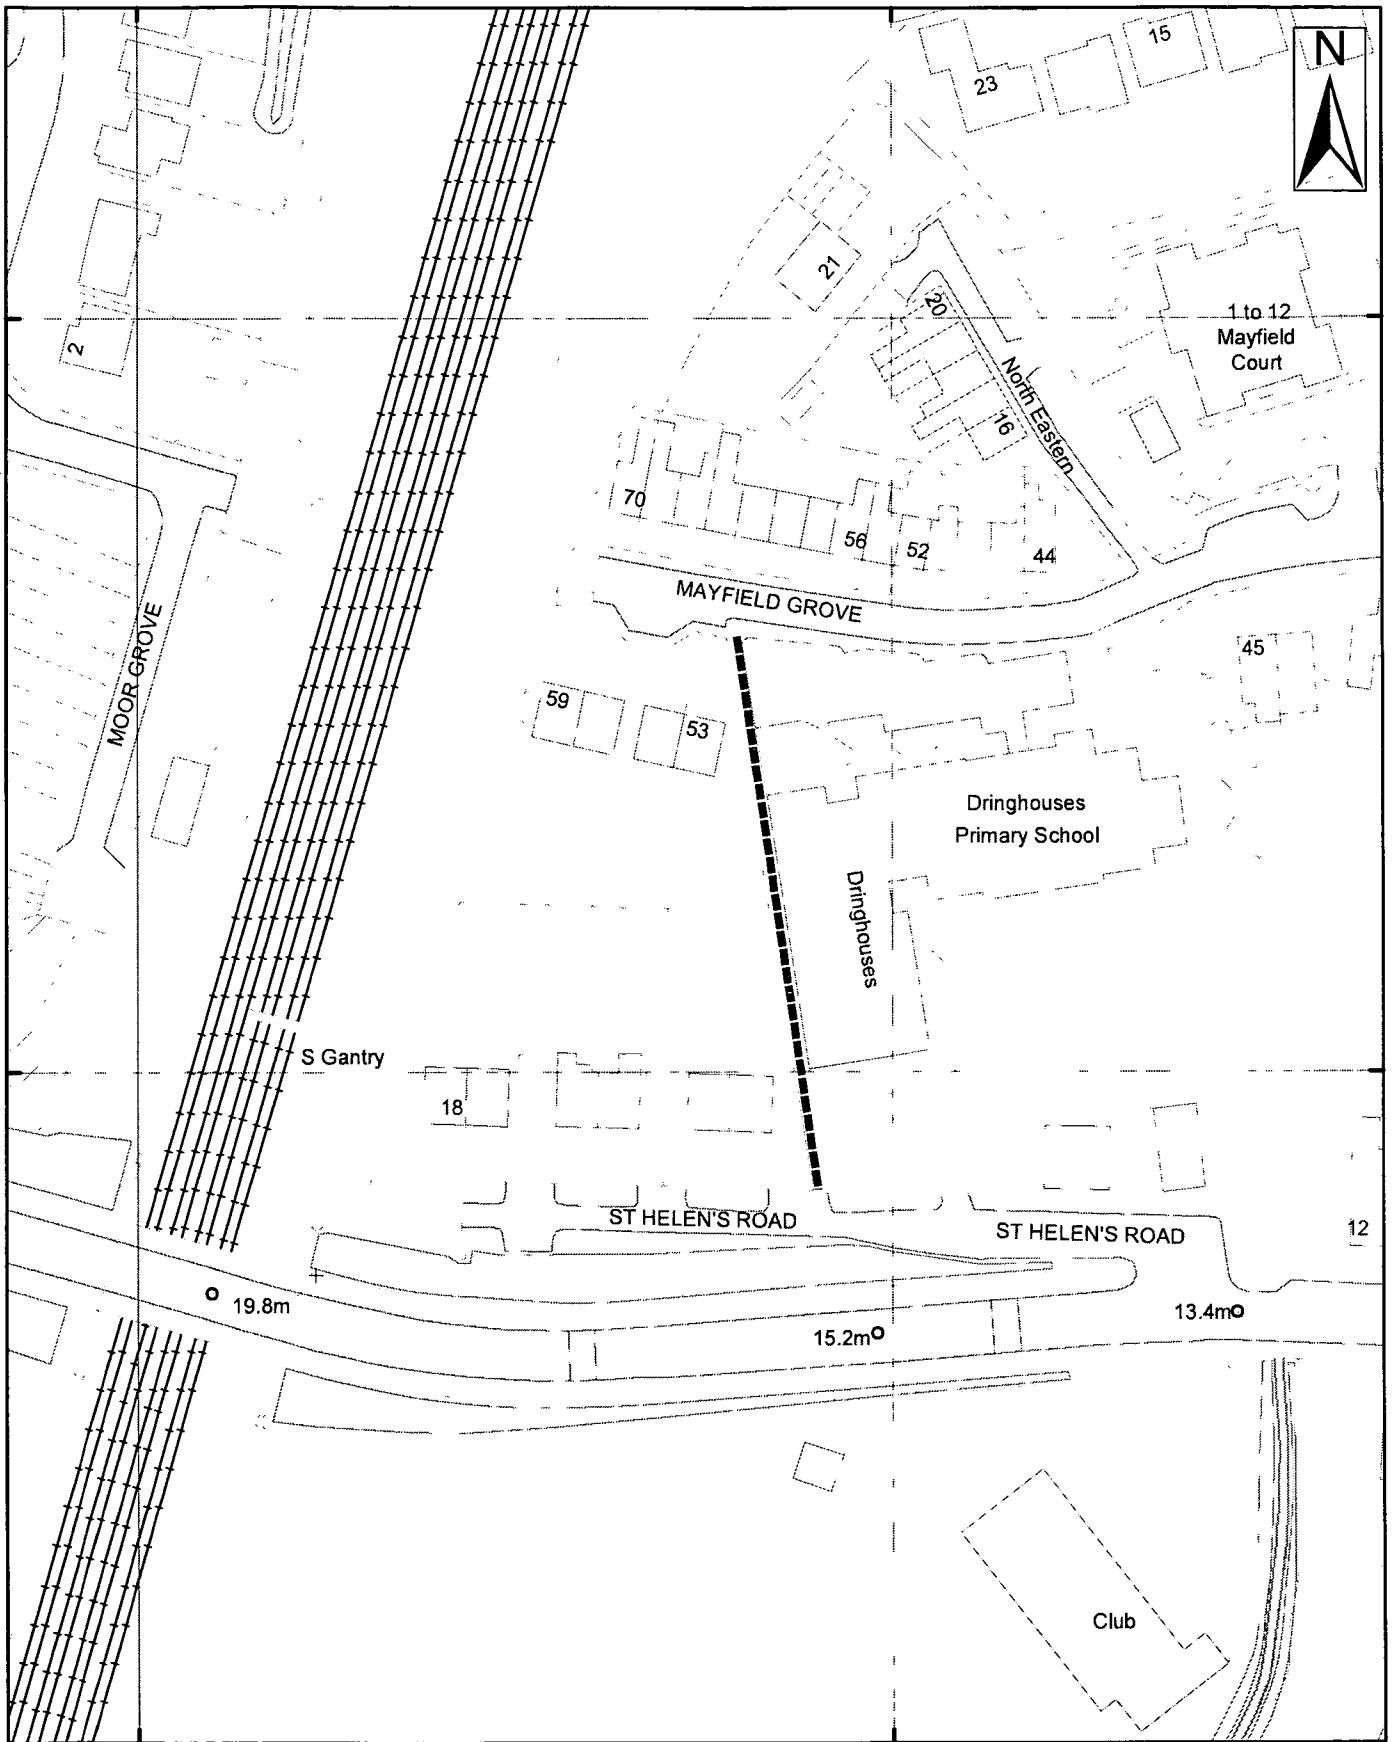 15
N
23
21
20
1 to 12
Mayfield
Court
2
North Eastern
16
70
56
52
44
MAYFIELD GROVE
MOOR GROVE
45
59
53
Dringhouses
Primary School
Dringhouses
S Gantry
18
ST HELEN'S ROAD
ST HELEN'S ROAD
12
19.8m
15.2m
13.4m
Club